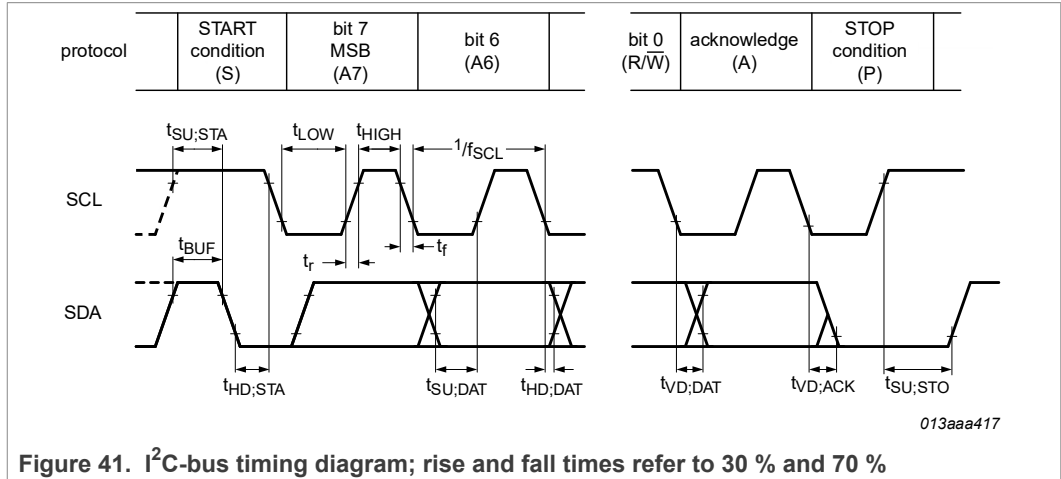 protocol
START condition (S)
bit 7 MSB (A7)
bit 6 (A6)
bit 0 (R/W̅)
acknowledge (A)
STOP condition (P)
tSU;STA
tLOW
tHIGH
1/fSCL
SCL
tBUF
tr
tf
SDA
tHD;STA
tSU;DAT
tHD;DAT
tVD;DAT
tVD;ACK
tSU;STO
013aaa417
Figure 41. I²C-bus timing diagram; rise and fall times refer to 30 % and 70 %